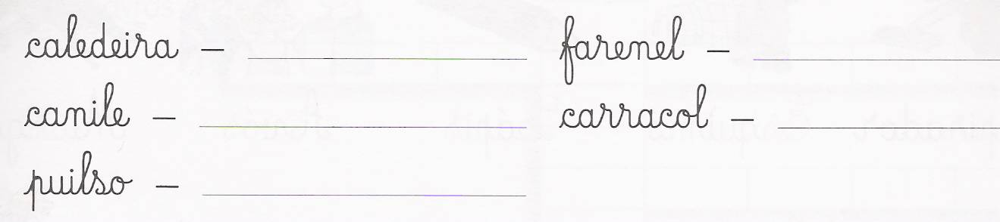 caledeira – farenel –
canile – carracol –
puilso –